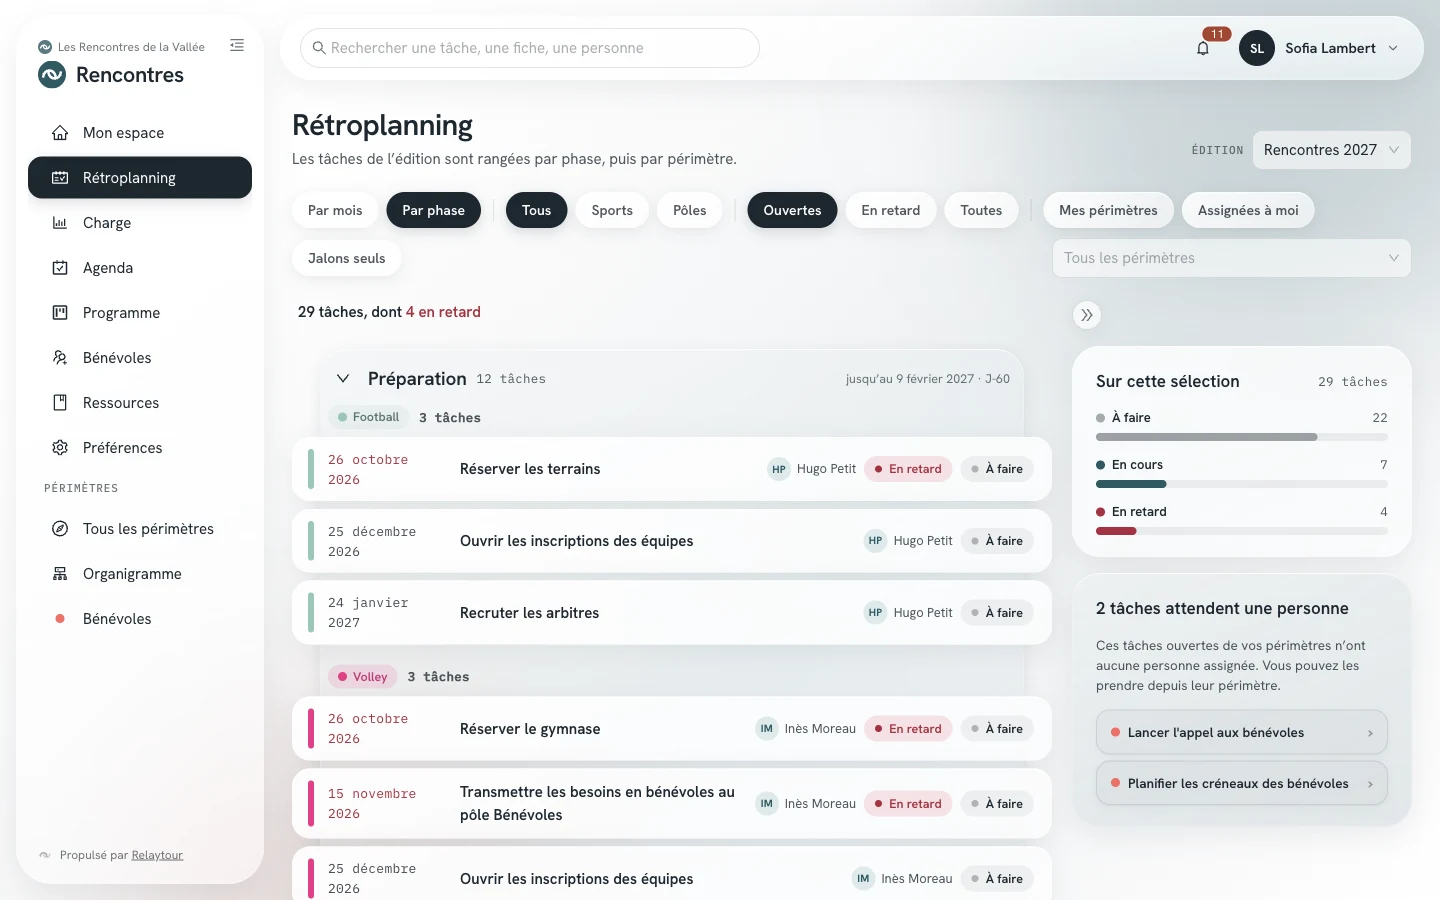 Les Rencontres de la Vallée
Rencontres
Mon espace
Rétroplanning
Charge
Agenda
Programme
Bénévoles
Ressources
Préférences
PÉRIMÈTRES
Tous les périmètres
Organigramme
Bénévoles
Propulsé par Relaytour
Rechercher une tâche, une fiche, une personne
11
SL
Sofia Lambert
Rétroplanning
Les tâches de l’édition sont rangées par phase, puis par périmètre.
ÉDITION
Rencontres 2027
Par mois
Par phase
Tous
Sports
Pôles
Ouvertes
En retard
Toutes
Mes périmètres
Assignées à moi
Jalons seuls
Tous les périmètres
29 tâches, dont 4 en retard
Préparation 12 tâches
jusqu’au 9 février 2027 · J-60
Football 3 tâches
26 octobre
2026
Réserver les terrains
HP Hugo Petit
En retard
À faire
25 décembre
2026
Ouvrir les inscriptions des équipes
HP Hugo Petit
À faire
24 janvier
2027
Recruter les arbitres
HP Hugo Petit
À faire
Volley 3 tâches
26 octobre
2026
Réserver le gymnase
IM Inès Moreau
En retard
À faire
15 novembre
2026
Transmettre les besoins en bénévoles au
pôle Bénévoles
IM Inès Moreau
En retard
À faire
25 décembre
2026
Ouvrir les inscriptions des équipes
IM Inès Moreau
À faire
Sur cette sélection
29 tâches
À faire 22
En cours 7
En retard 4
2 tâches attendent une personne
Ces tâches ouvertes de vos périmètres n’ont
aucune personne assignée. Vous pouvez les
prendre depuis leur périmètre.
Lancer l'appel aux bénévoles
Planifier les créneaux des bénévoles